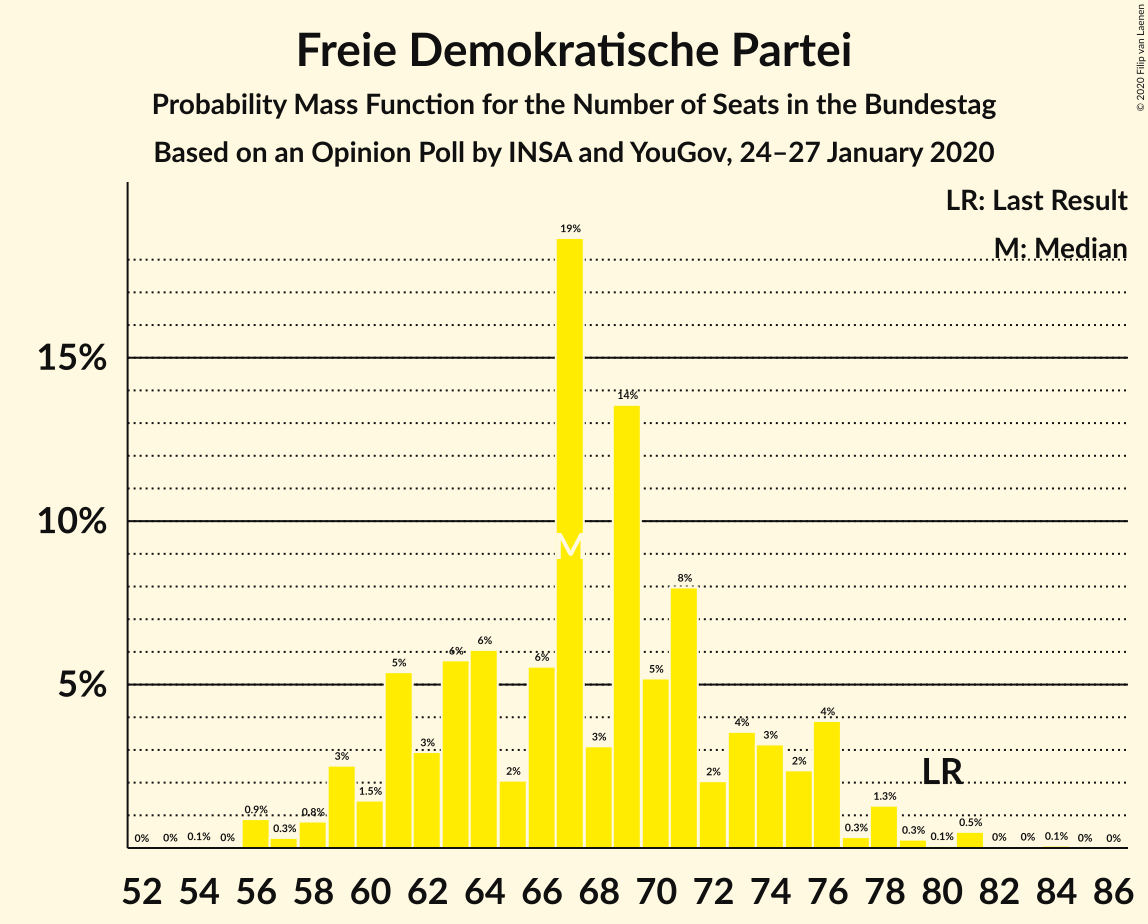 Freie Demokratische Partei
Probability Mass Function for the Number of Seats in the Bundestag
Based on an Opinion Poll by INSA and YouGov, 24–27 January 2020
© 2020 Filip van Laenen
LR: Last Result
M: Median
15%
10%
5%
0% 0% 0.1% 0% 0.9% 0.3% 0.8% 3% 1.5% 5% 3% 6% 6% 2% 6% 19% 3% 14% 5% 8% 2% 4% 3% 2% 4% 0.3% 1.3% 0.3% 0.1% 0.5% 0% 0% 0.1% 0% 0%
M
LR
52 54 56 58 60 62 64 66 68 70 72 74 76 78 80 82 84 86